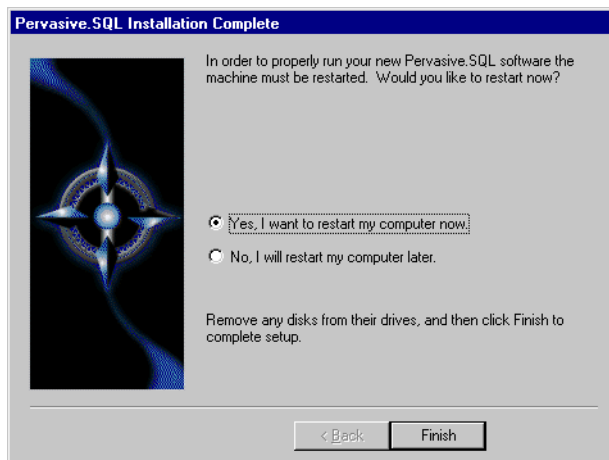 Pervasive.SQL Installation Complete
In order to properly run your new Pervasive.SQL software the
machine must be restarted. Would you like to restart now?
Yes, I want to restart my computer now.
No, I will restart my computer later.
Remove any disks from their drives, and then click Finish to
complete setup.
< Back
Finish